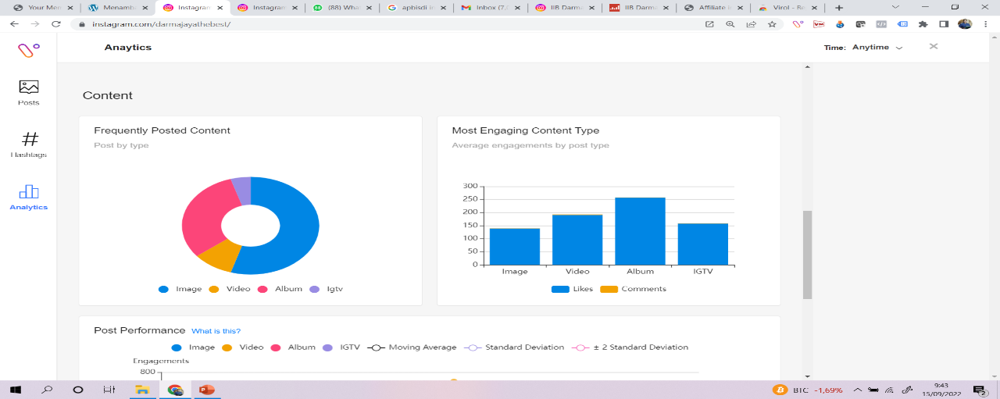 Your Men
Menamb
Instagram
Instagram
(88) Wha
apbisdi in
Inbox (7,
IIB Darma
IIB Darma
Affiliate
Virol - Re
instagram.com/darmajayathebest/
Anaytics
Time: Anytime
Posts
Hashtags
Analytics
Content
Frequently Posted Content
Post by type
Image Video Album Igtv
Most Engaging Content Type
Average engagements by post type
300
250
200
150
100
50
0
Image Video Album IGTV
Likes Comments
Post Performance What is this?
Image Video Album IGTV Moving Average Standard Deviation ± 2 Standard Deviation
Engagements
800
BTC -1,69%
9:43
15/09/2022
2